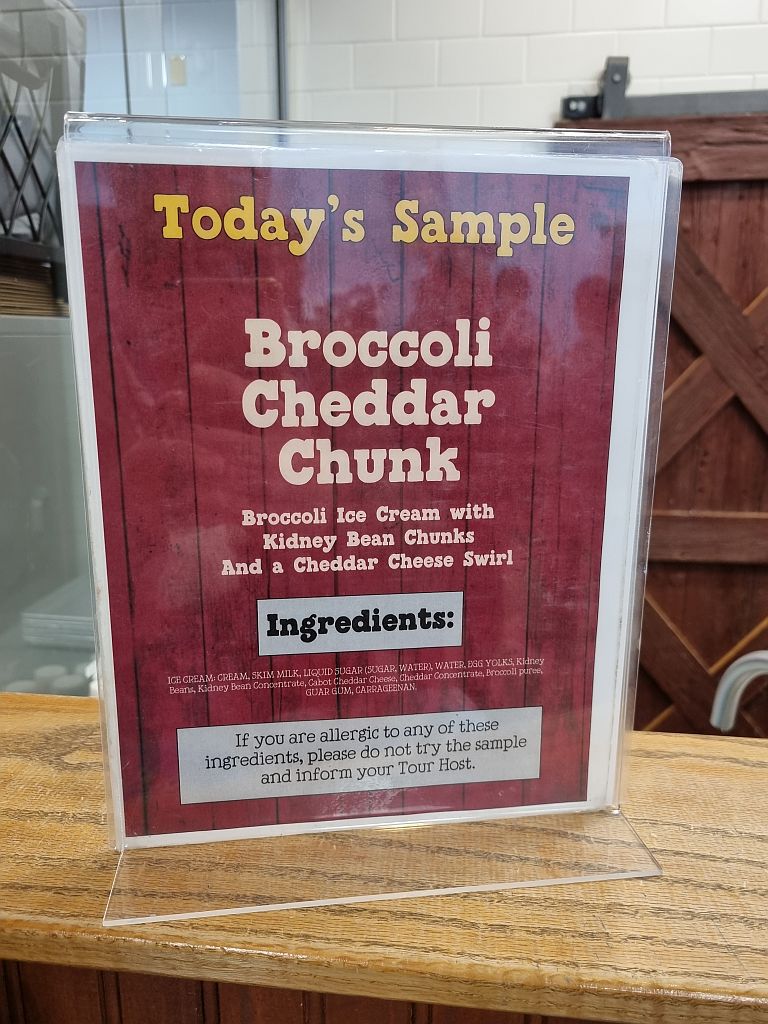 Today's Sample
Broccoli
Cheddar
Chunk
Broccoli Ice Cream with
Kidney Bean Chunks
And a Cheddar Cheese Swirl
Ingredients:
ICE CREAM: CREAM, SKIM MILK, LIQUID SUGAR (SUGAR, WATER), WATER, EGG YOLKS, Kidney
Beans, Kidney Bean Concentrate, Cabot Cheddar Cheese, Cheddar Concentrate, Broccoli puree,
GUAR GUM, CARRAGEENAN.
If you are allergic to any of these
ingredients, please do not try the sample
and inform your Tour Host.